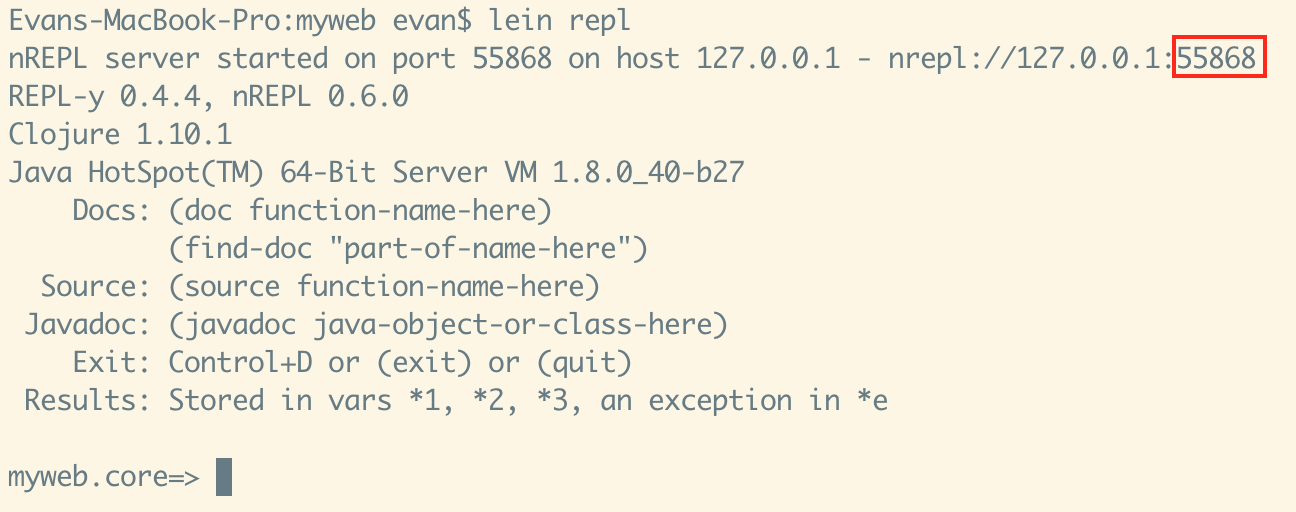 Evans-MacBook-Pro:myweb evan$ lein repl
nREPL server started on port 55868 on host 127.0.0.1 - nrepl://127.0.0.1:55868
REPL-y 0.4.4, nREPL 0.6.0
Clojure 1.10.1
Java HotSpot(TM) 64-Bit Server VM 1.8.0_40-b27
    Docs: (doc function-name-here)
          (find-doc "part-of-name-here")
  Source: (source function-name-here)
 Javadoc: (javadoc java-object-or-class-here)
    Exit: Control+D or (exit) or (quit)
 Results: Stored in vars *1, *2, *3, an exception in *e
myweb.core=>